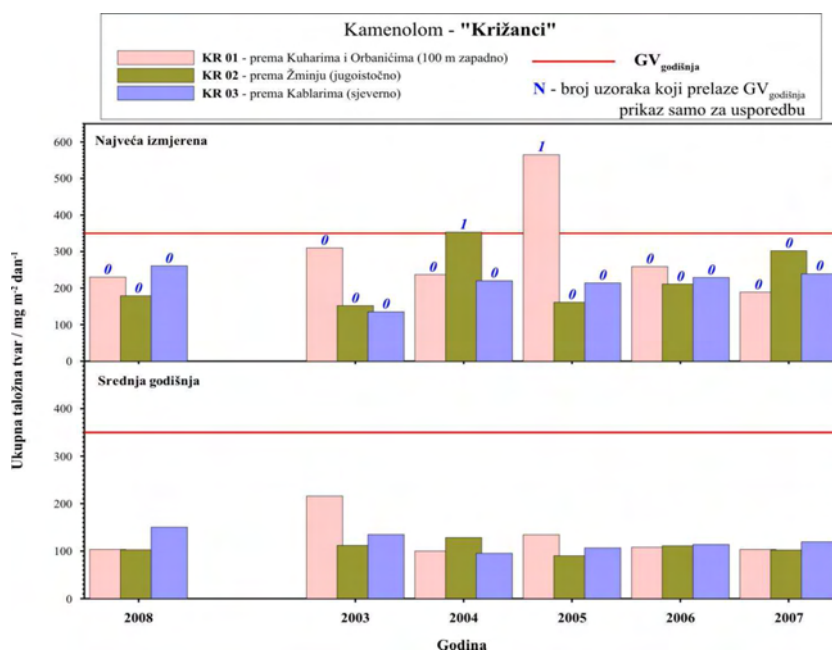 Kamenolom - "Križanci"
KR 01 - prema Kuharima i Orbanićima (100 m zapadno)
KR 02 - prema Žminju (jugoistočno)
KR 03 - prema Kablarima (sjeverno)
GVgodišnja
N - broj uzoraka koji prelaze GVgodišnja
prikaz samo za usporedbu
Ukupna taložna tvar / mg m⁻² dan⁻¹
Najveća izmjerena
600
500
400
300
200
100
0
0 0 0
0 0 0
0 1 0
1 0 0
0 0 0
0 0 0
Srednja godišnja
400
300
200
100
0
2008 2003 2004 2005 2006 2007
Godina